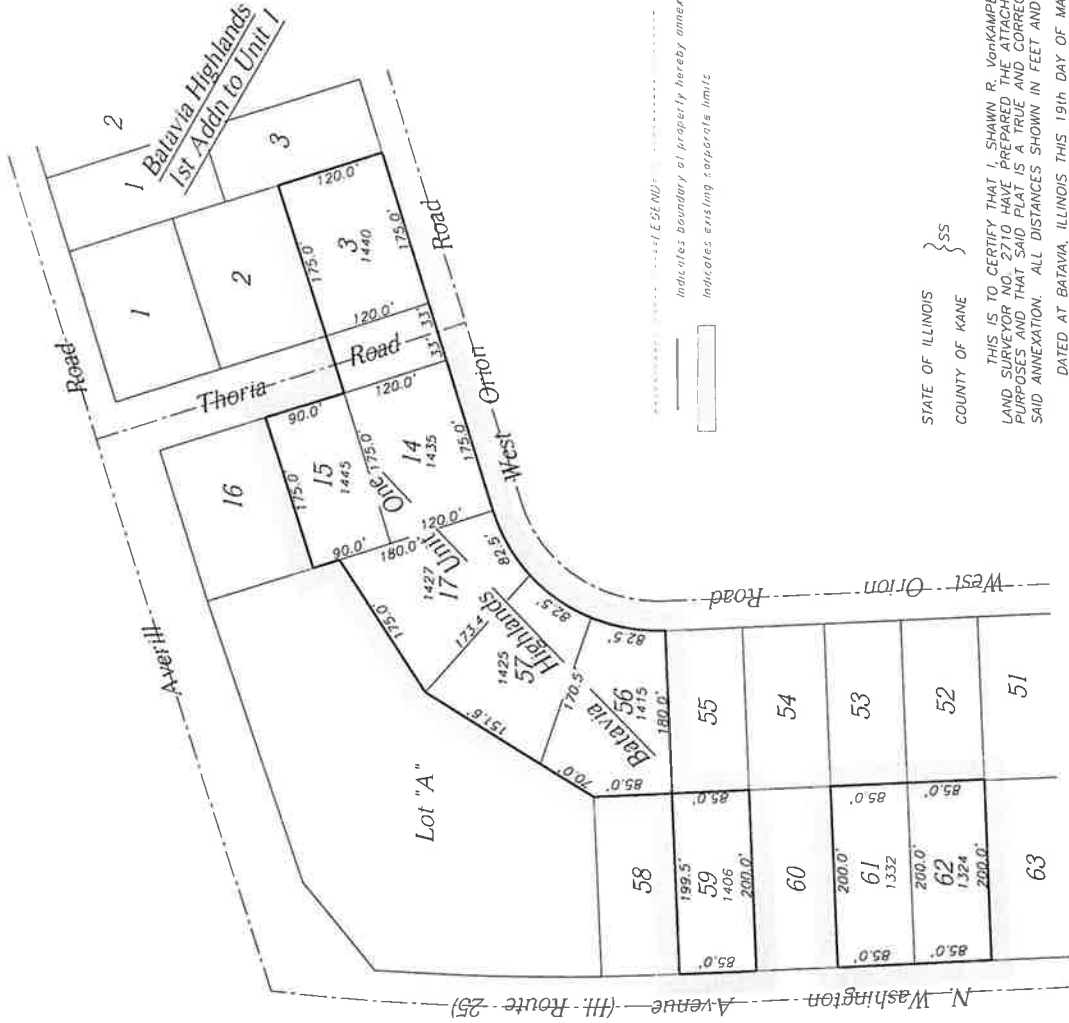 Batavia Highlands
1st Addn to Unit 1
2
1
3
Road
1
2
120.0'
175.0'
3
1440
175.0'
120.0'
Road
33'
33'
Thoria
Road
16
90.0'
15
1445
175.0'
90.0'
175.0'
120.0'
14
1435
175.0'
120.0'
180.0'
Orion
West
Averill
Lot "A"
Batavia
Highlands
Unit
One
1427
17
175.0'
173.4'
82.5'
1425
57
82.5'
151.6'
170.5'
56
1415
82.5'
70.0'
85.0'
180.0'
West Orion Road
55
54
53
52
51
58
199.5'
59
1406
200.0'
85.0'
85.0'
60
200.0'
61
1332
85.0'
85.0'
200.0'
62
1324
200.0'
85.0'
85.0'
63
N. Washington Avenue (Ill. Route 25)
LEGEND
Indicates boundary of property hereby annex
Indicates existing corporate limits
STATE OF ILLINOIS
}SS
COUNTY OF KANE
THIS IS TO CERTIFY THAT I, SHAWN R. VanKAMPE
LAND SURVEYOR NO. 2710 HAVE PREPARED THE ATTACH
PURPOSES AND THAT SAID PLAT IS A TRUE AND CORREC
SAID ANNEXATION. ALL DISTANCES SHOWN IN FEET AND
DATED AT BATAVIA, ILLINOIS THIS 19th DAY OF MA